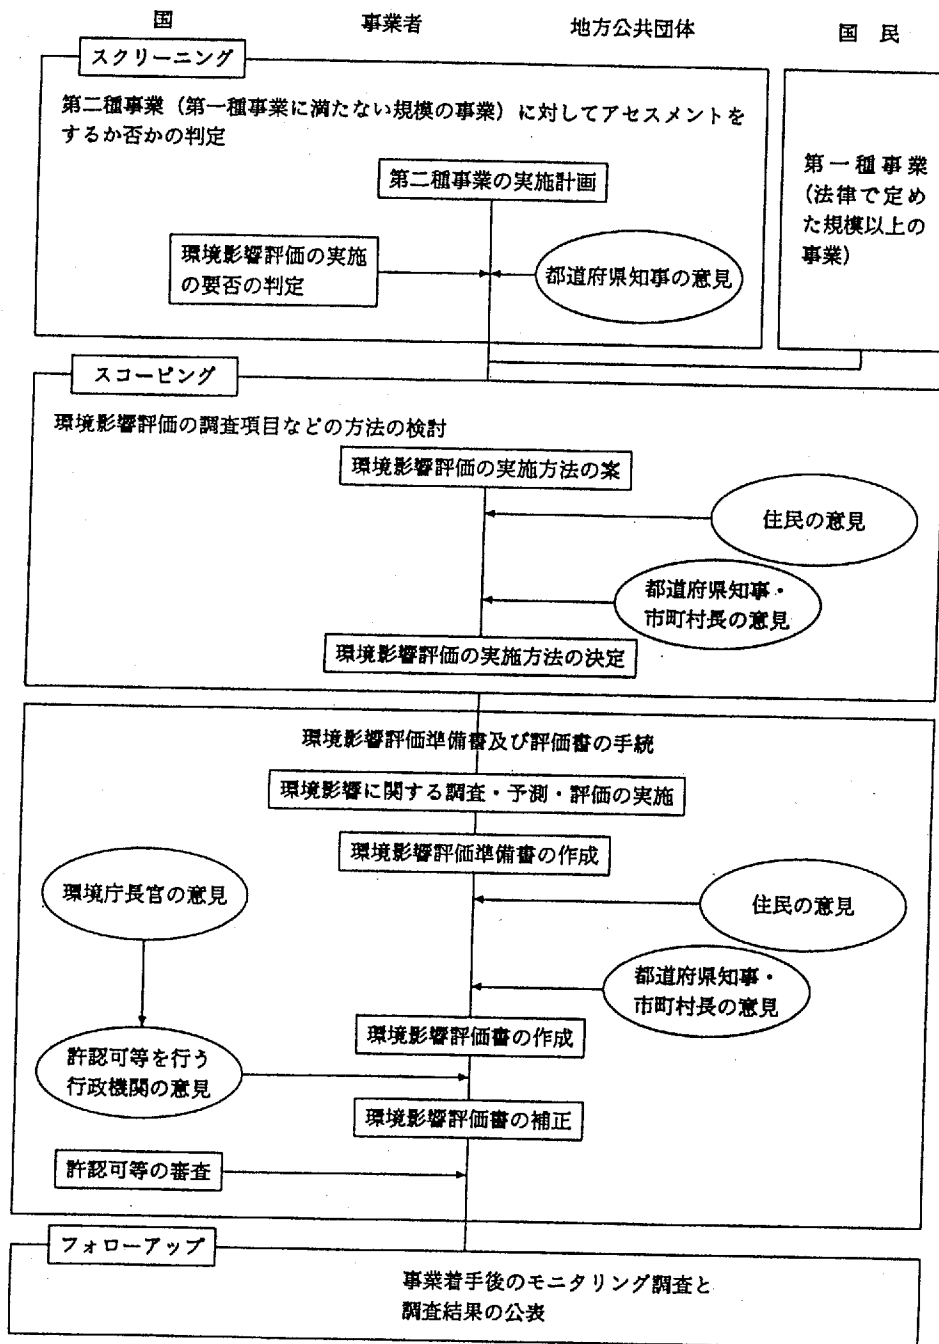 国
事業者
地方公共団体
国 民
スクリーニング
第二種事業（第一種事業に満たない規模の事業）に対してアセスメントを
するか否かの判定
第二種事業の実施計画
環境影響評価の実施
の要否の判定
都道府県知事の意見
第一種事業
(法律で定め
た規模以上の
事業)
スコーピング
環境影響評価の調査項目などの方法の検討
環境影響評価の実施方法の案
住民の意見
都道府県知事・
市町村長の意見
環境影響評価の実施方法の決定
環境影響評価準備書及び評価書の手続
環境影響に関する調査・予測・評価の実施
環境影響評価準備書の作成
環境庁長官の意見
住民の意見
都道府県知事・
市町村長の意見
環境影響評価書の作成
許認可等を行う
行政機関の意見
環境影響評価書の補正
許認可等の審査
フォローアップ
事業着手後のモニタリング調査と
調査結果の公表